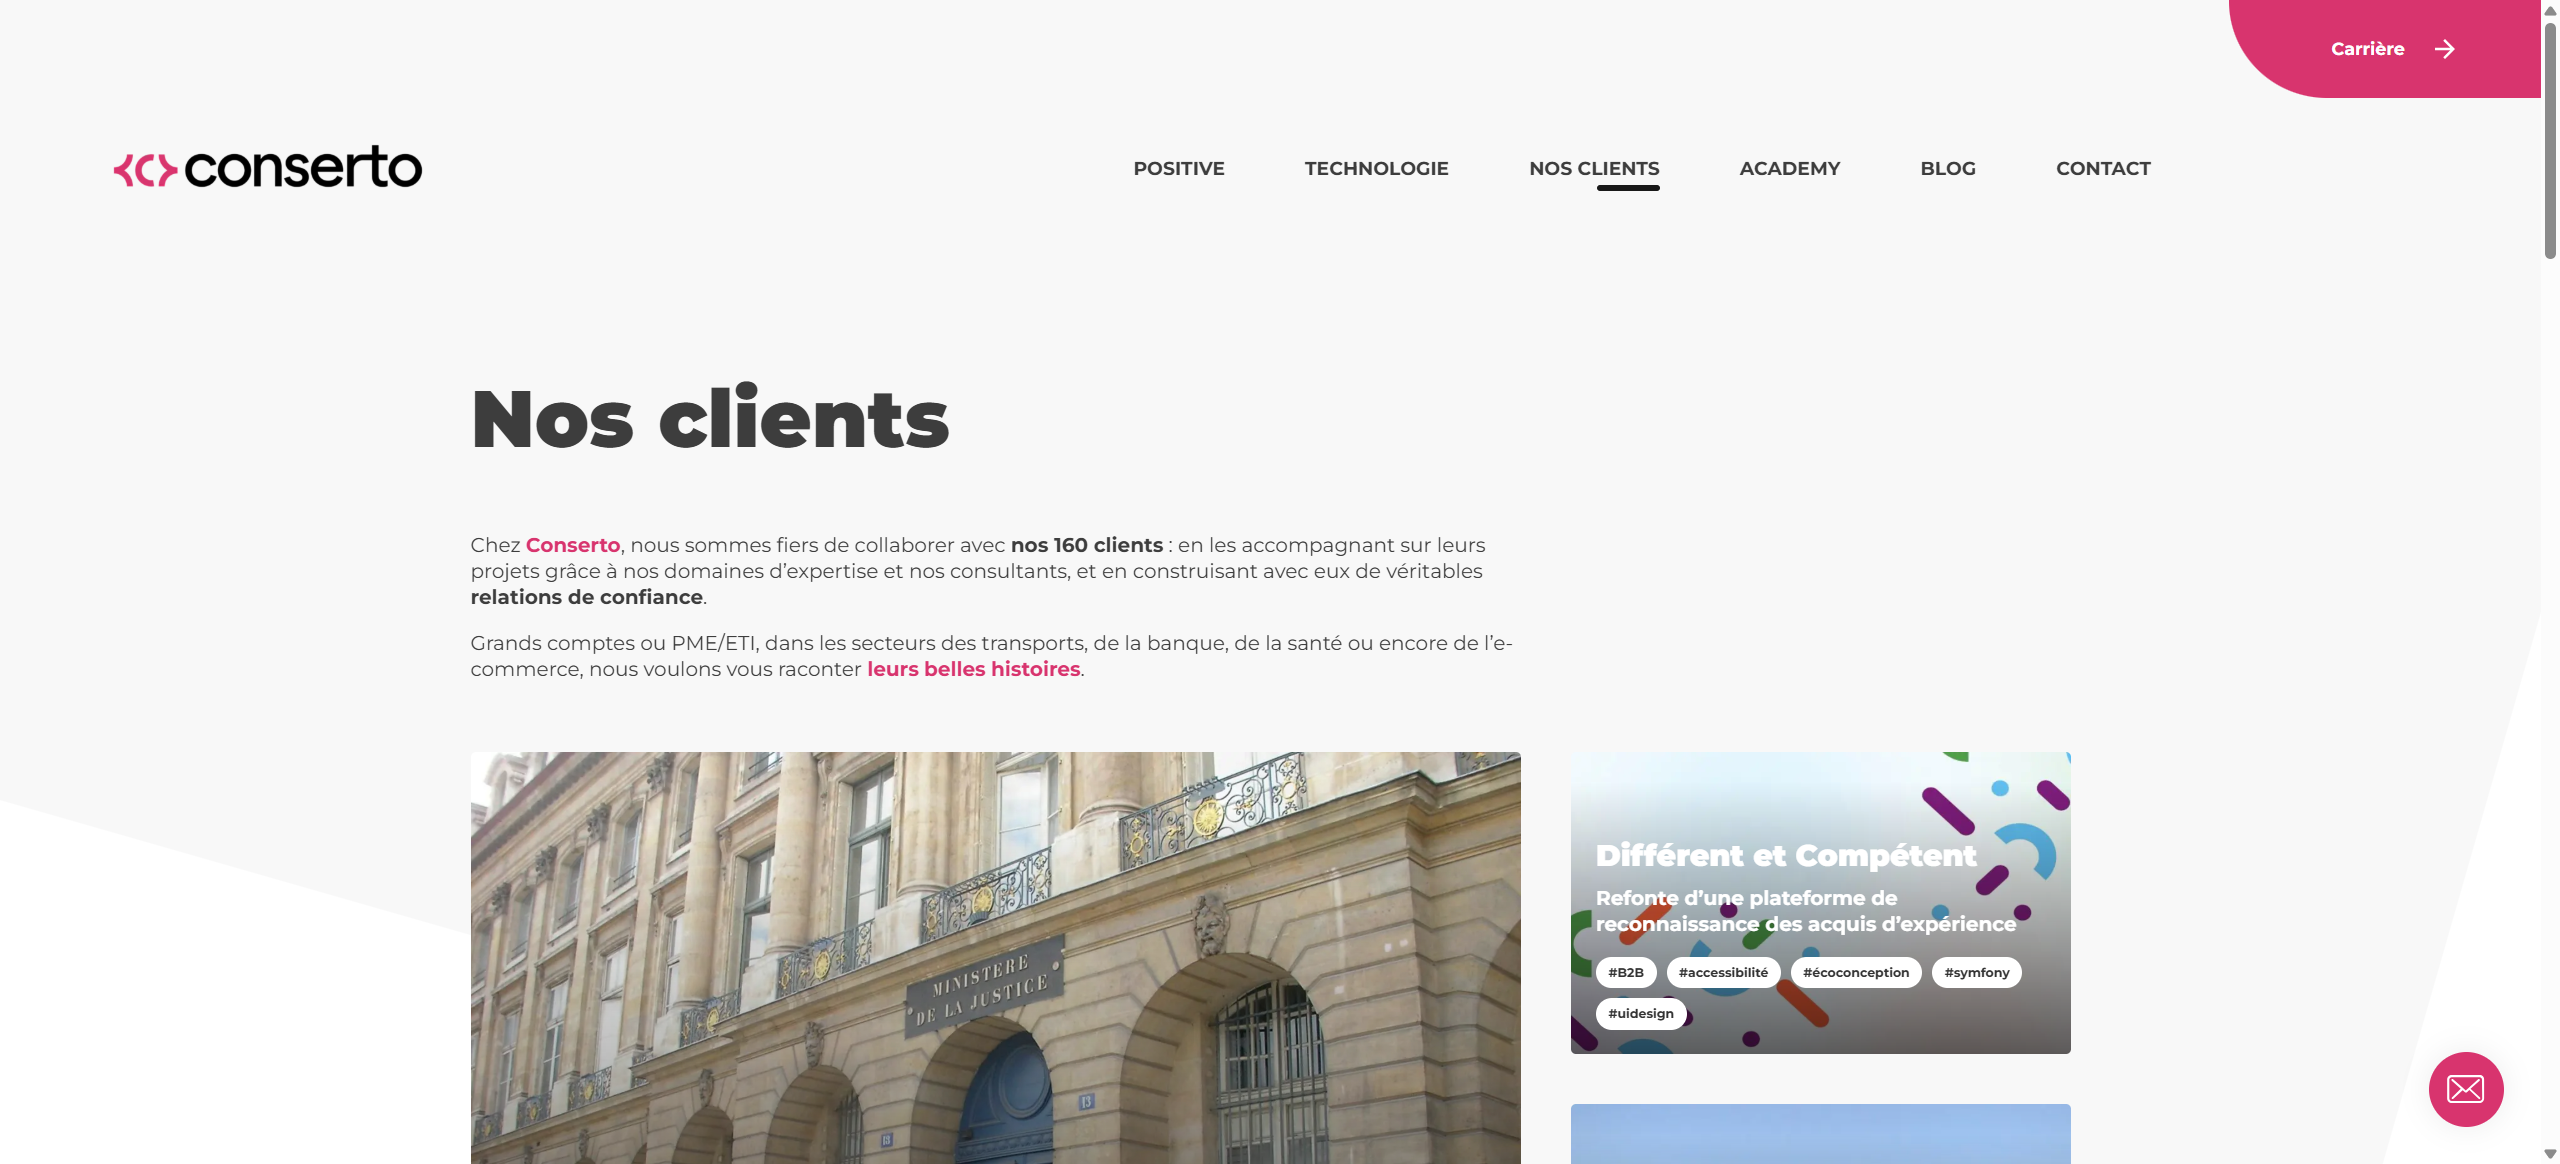 Carrière
conserto
POSITIVE
TECHNOLOGIE
NOS CLIENTS
ACADEMY
BLOG
CONTACT
Nos clients
Chez Conserto, nous sommes fiers de collaborer avec nos 160 clients : en les accompagnant sur leurs
projets grâce à nos domaines d’expertise et nos consultants, et en construisant avec eux de véritables
relations de confiance.
Grands comptes ou PME/ETI, dans les secteurs des transports, de la banque, de la santé ou encore de l’e-
commerce, nous voulons vous raconter leurs belles histoires.
MINISTERE
DE LA JUSTICE
13
13
Différent et Compétent
Refonte d’une plateforme de
reconnaissance des acquis d’expérience
#B2B
#accessibilité
#écoconception
#symfony
#uidesign